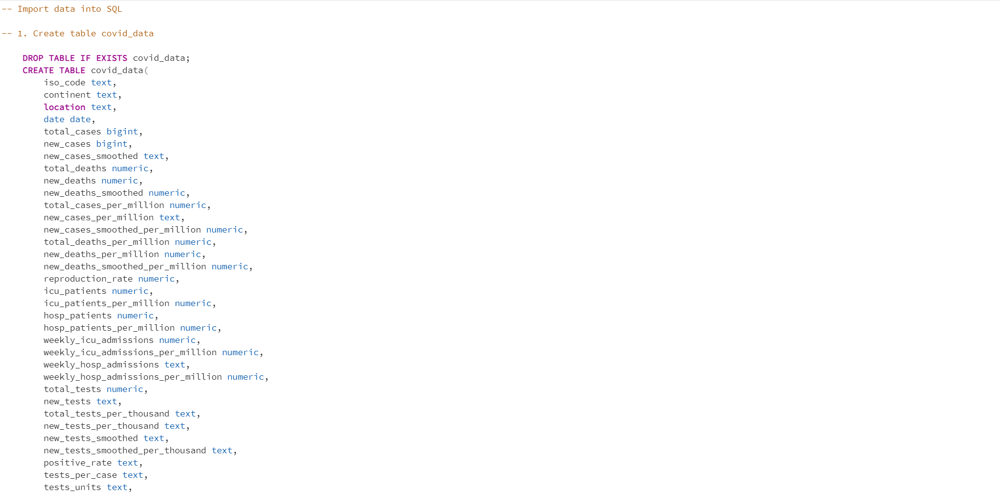 -- Import data into SQL
-- 1. Create table covid_data
DROP TABLE IF EXISTS covid_data;
CREATE TABLE covid_data(
iso_code text,
continent text,
location text,
date date,
total_cases bigint,
new_cases bigint,
new_cases_smoothed text,
total_deaths numeric,
new_deaths numeric,
new_deaths_smoothed numeric,
total_cases_per_million numeric,
new_cases_per_million text,
new_cases_smoothed_per_million numeric,
total_deaths_per_million numeric,
new_deaths_per_million numeric,
new_deaths_smoothed_per_million numeric,
reproduction_rate numeric,
icu_patients numeric,
icu_patients_per_million numeric,
hosp_patients numeric,
hosp_patients_per_million numeric,
weekly_icu_admissions numeric,
weekly_icu_admissions_per_million numeric,
weekly_hosp_admissions text,
weekly_hosp_admissions_per_million numeric,
total_tests numeric,
new_tests text,
total_tests_per_thousand text,
new_tests_per_thousand text,
new_tests_smoothed text,
new_tests_smoothed_per_thousand text,
positive_rate text,
tests_per_case text,
tests_units text,